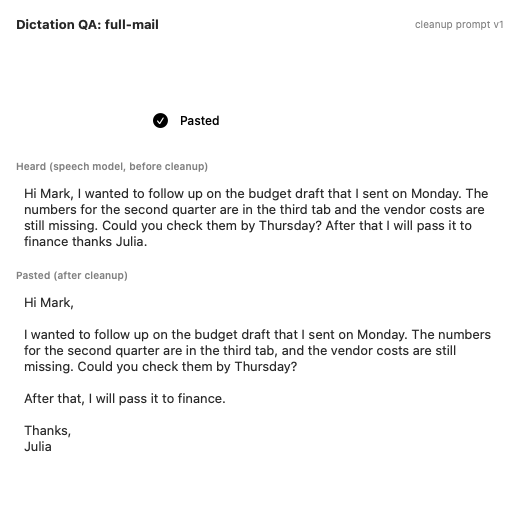 Dictation QA: full-mail
cleanup prompt v1
Pasted
Heard (speech model, before cleanup)
Hi Mark, I wanted to follow up on the budget draft that I sent on Monday. The
numbers for the second quarter are in the third tab and the vendor costs are
still missing. Could you check them by Thursday? After that I will pass it to
finance thanks Julia.
Pasted (after cleanup)
Hi Mark,
I wanted to follow up on the budget draft that I sent on Monday. The numbers
for the second quarter are in the third tab, and the vendor costs are still
missing. Could you check them by Thursday?
After that, I will pass it to finance.
Thanks,
Julia